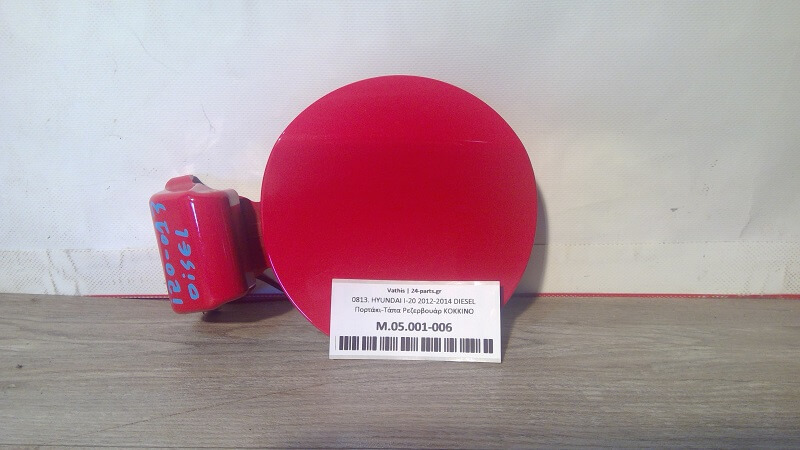 Vathis | 24-parts.gr
0813. HYUNDAI I-20 2012-2014 DIESEL
Πορτάκι-Τάπα Ρεζερβουάρ ΚΟΚΚΙΝΟ
M.05.001-006